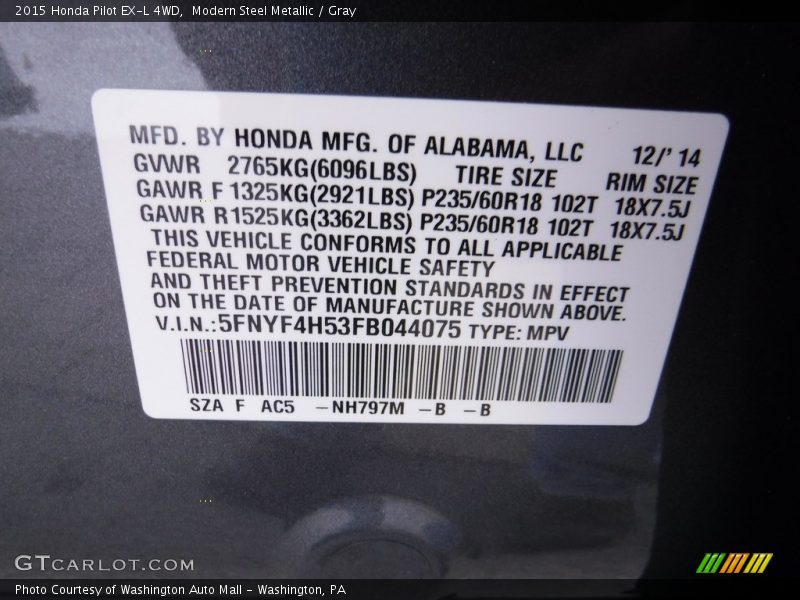 2015 Honda Pilot EX-L 4WD, Modern Steel Metallic / Gray
MFD. BY HONDA MFG. OF ALABAMA, LLC 12/' 14
GVWR 2765KG(6096LBS) TIRE SIZE RIM SIZE
GAWR F 1325KG(2921LBS) P235/60R18 102T 18X7.5J
GAWR R1525KG(3362LBS) P235/60R18 102T 18X7.5J
THIS VEHICLE CONFORMS TO ALL APPLICABLE
FEDERAL MOTOR VEHICLE SAFETY
AND THEFT PREVENTION STANDARDS IN EFFECT
ON THE DATE OF MANUFACTURE SHOWN ABOVE.
V.I.N.:5FNYF4H53FB044075 TYPE: MPV
SZA F AC5 -NH797M -B -B
GTCARLOT.COM
Photo Courtesy of Washington Auto Mall - Washington, PA